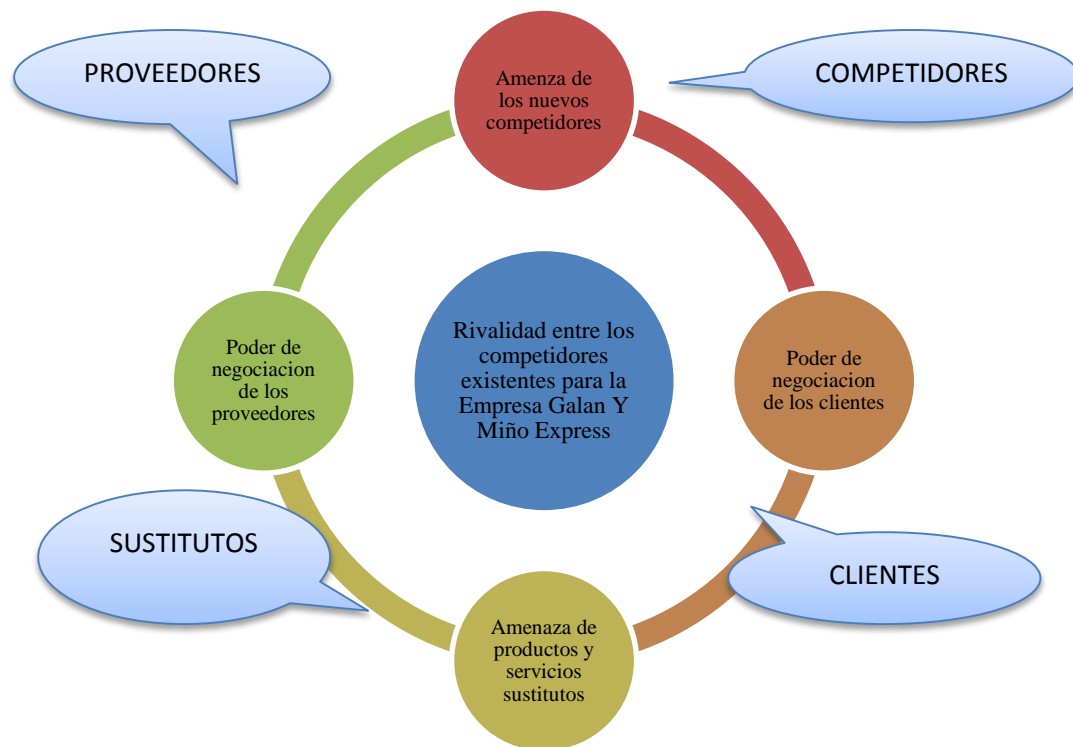 PROVEEDORES
Amenza de
los nuevos
competidores
COMPETIDORES
Poder de
negociacion
de los
proveedores
Rivalidad entre los
competidores
existentes para la
Empresa Galan Y
Miño Express
Poder de
negociacion
de los clientes
SUSTITUTOS
CLIENTES
Amenaza de
productos y
servicios
sustitutos